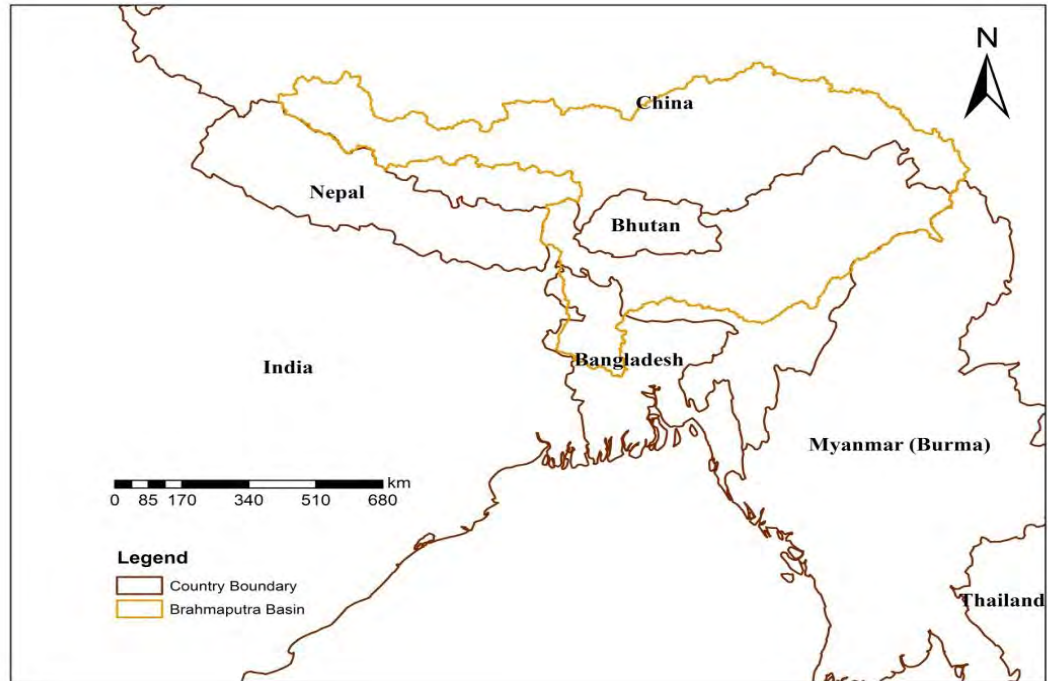 N
China
Nepal
Bhutan
India
Bangladesh
Myanmar (Burma)
km
0 85 170 340 510 680
Legend
Country Boundary
Brahmaputra Basin
Thailand